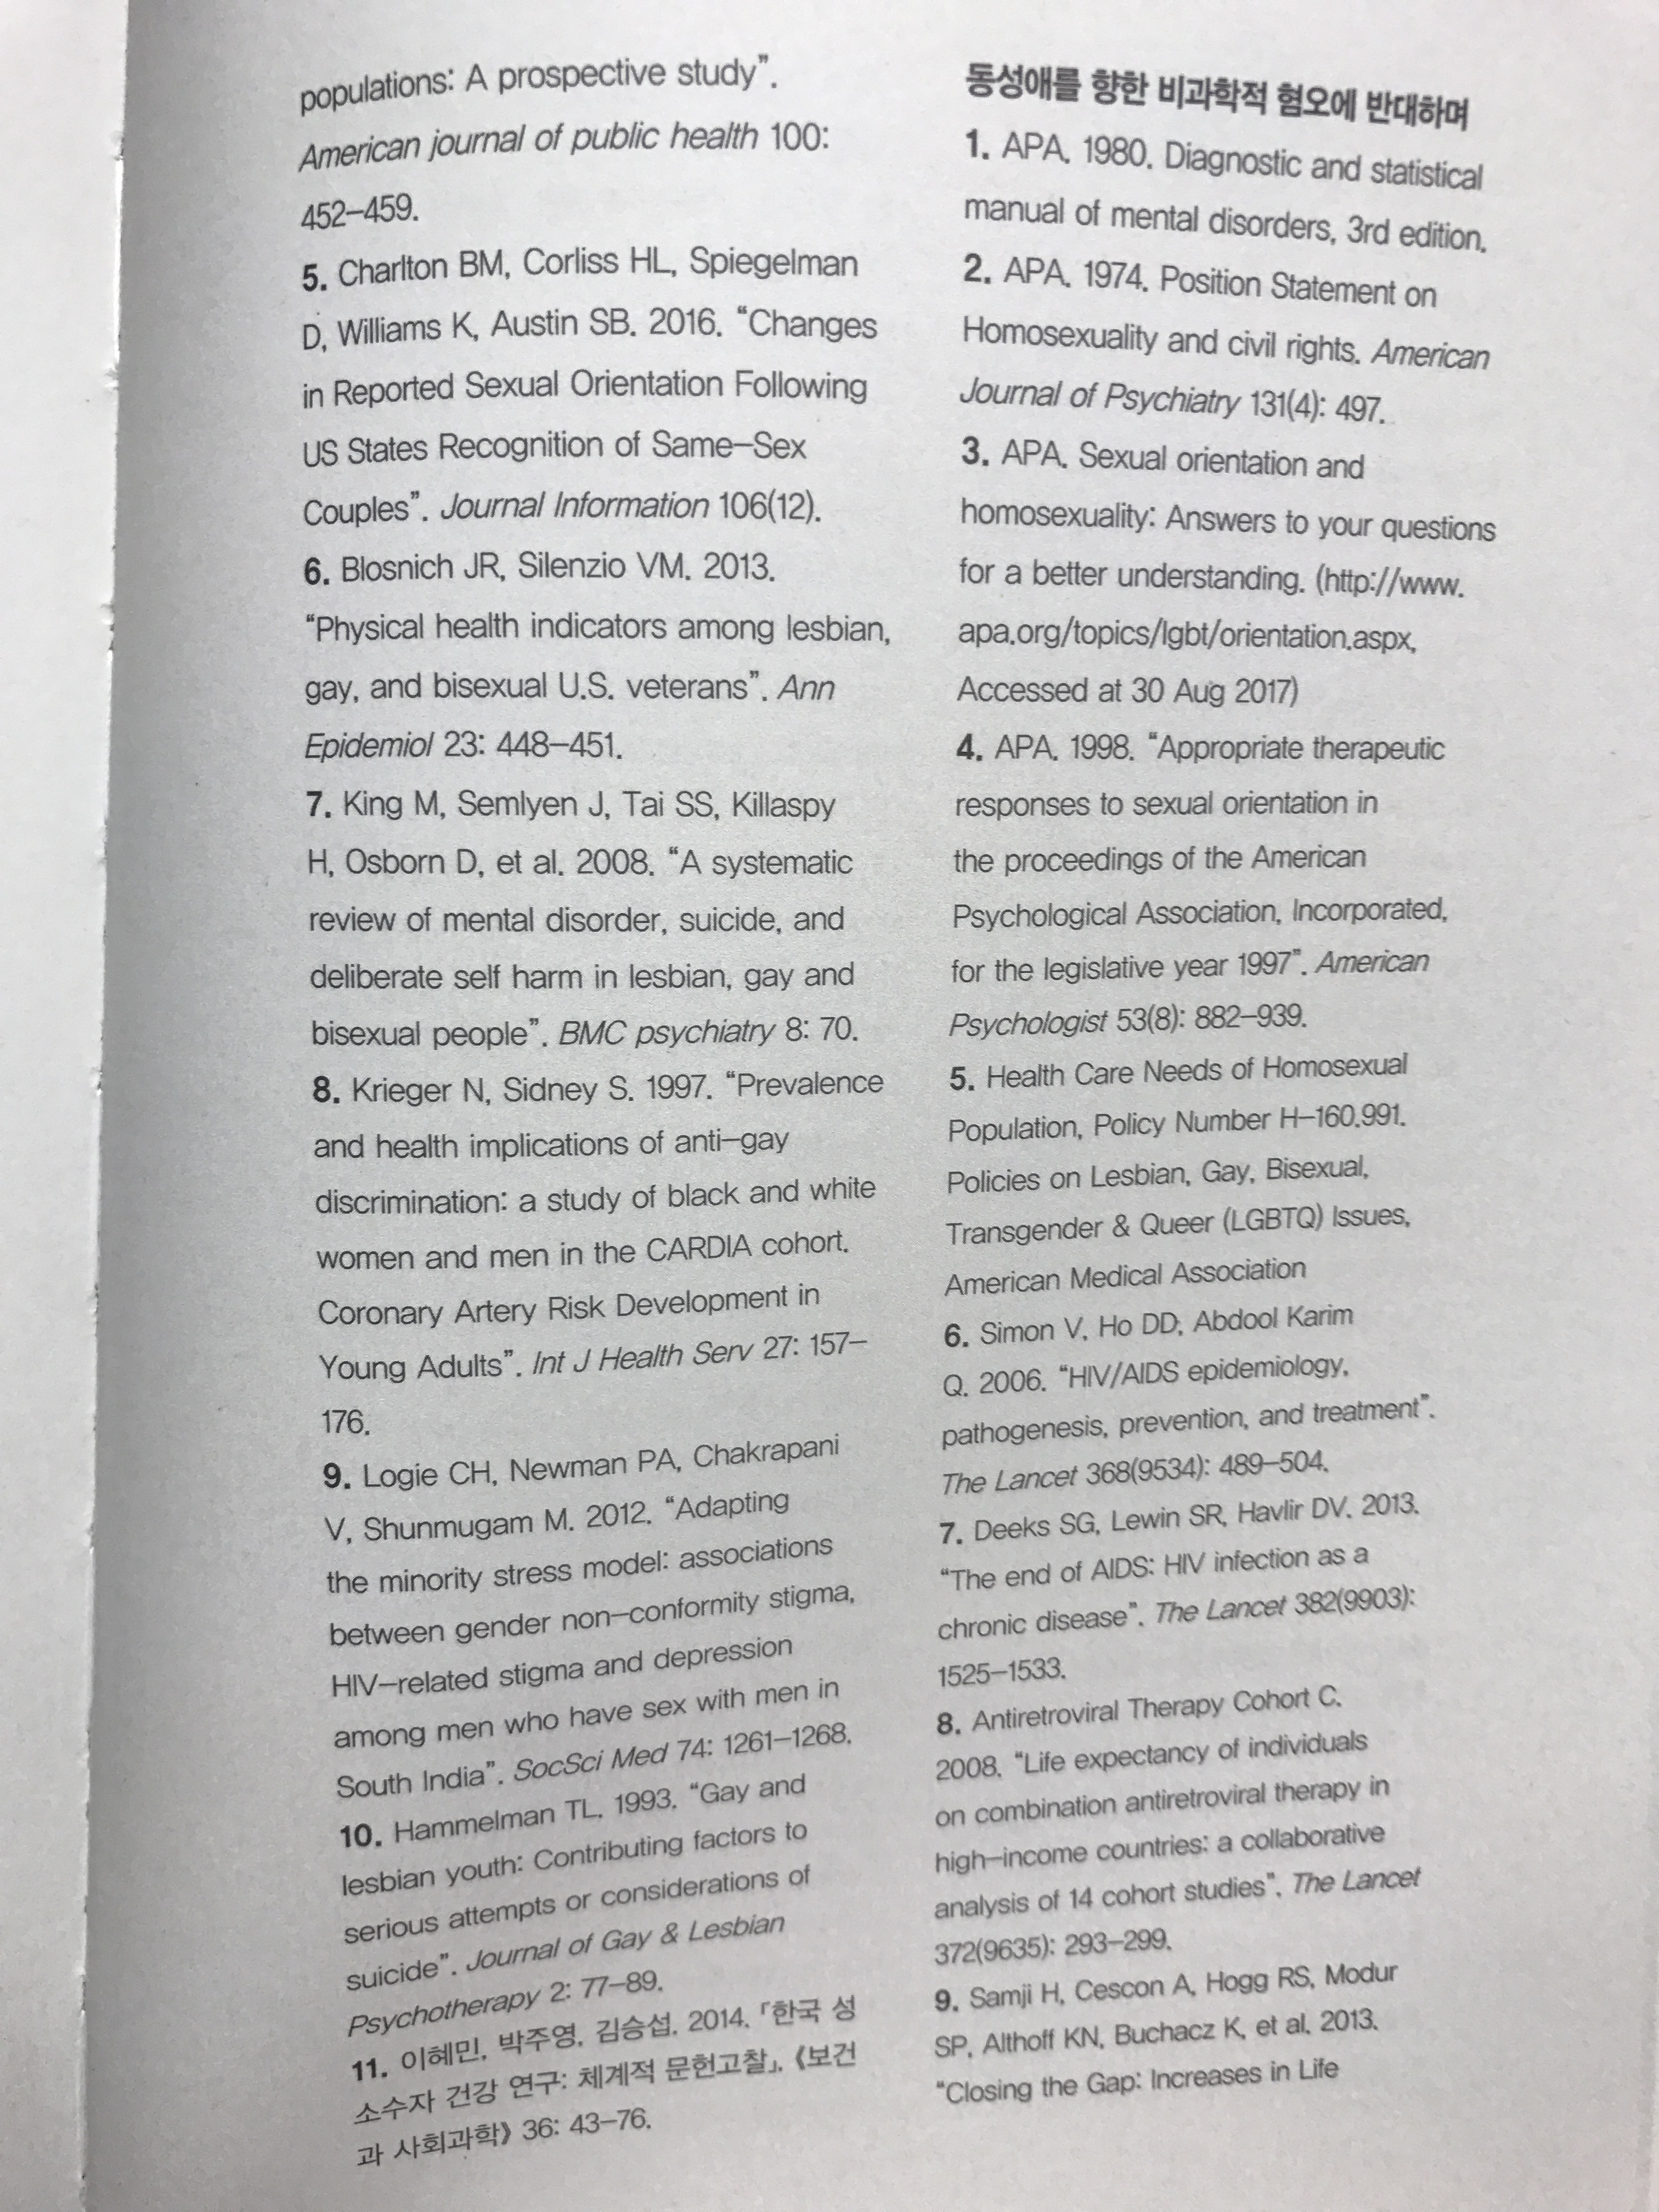 populations: A prospective study”.
American journal of public health 100:
452–459.
5. Charlton BM, Corliss HL, Spiegelman
D, Williams K, Austin SB. 2016. “Changes
in Reported Sexual Orientation Following
US States Recognition of Same–Sex
Couples”. Journal Information 106(12).
6. Blosnich JR, Silenzio VM. 2013.
“Physical health indicators among lesbian,
gay, and bisexual U.S. veterans”. Ann
Epidemiol 23: 448–451.
7. King M, Semlyen J, Tai SS, Killaspy
H, Osborn D, et al. 2008. “A systematic
review of mental disorder, suicide, and
deliberate self harm in lesbian, gay and
bisexual people”. BMC psychiatry 8: 70.
8. Krieger N, Sidney S. 1997. “Prevalence
and health implications of anti–gay
discrimination: a study of black and white
women and men in the CARDIA cohort.
Coronary Artery Risk Development in
Young Adults”. Int J Health Serv 27: 157–
176.
9. Logie CH, Newman PA, Chakrapani
V, Shunmugam M. 2012. “Adapting
the minority stress model: associations
between gender non–conformity stigma,
HIV–related stigma and depression
among men who have sex with men in
South India”. SocSci Med 74: 1261–1268.
10. Hammelman TL. 1993. “Gay and
lesbian youth: Contributing factors to
serious attempts or considerations of
suicide”. Journal of Gay & Lesbian
Psychotherapy 2: 77–89.
11. 이혜민, 박주영, 김승섭. 2014. 「한국 성
소수자 건강 연구: 체계적 문헌고찰」. 《보건
과 사회과학》 36: 43–76.
동성애를 향한 비과학적 혐오에 반대하며
1. APA. 1980. Diagnostic and statistical
manual of mental disorders, 3rd edition.
2. APA. 1974. Position Statement on
Homosexuality and civil rights. American
Journal of Psychiatry 131(4): 497.
3. APA. Sexual orientation and
homosexuality: Answers to your questions
for a better understanding. (http://www.
apa.org/topics/lgbt/orientation.aspx,
Accessed at 30 Aug 2017)
4. APA. 1998. “Appropriate therapeutic
responses to sexual orientation in
the proceedings of the American
Psychological Association, Incorporated,
for the legislative year 1997”. American
Psychologist 53(8): 882–939.
5. Health Care Needs of Homosexual
Population, Policy Number H–160.991.
Policies on Lesbian, Gay, Bisexual,
Transgender & Queer (LGBTQ) Issues,
American Medical Association
6. Simon V, Ho DD, Abdool Karim
Q. 2006. “HIV/AIDS epidemiology,
pathogenesis, prevention, and treatment”.
The Lancet 368(9534): 489–504.
7. Deeks SG, Lewin SR, Havlir DV. 2013.
“The end of AIDS: HIV infection as a
chronic disease”. The Lancet 382(9903):
1525–1533.
8. Antiretroviral Therapy Cohort C.
2008. “Life expectancy of individuals
on combination antiretroviral therapy in
high–income countries: a collaborative
analysis of 14 cohort studies”. The Lancet
372(9635): 293–299.
9. Samji H, Cescon A, Hogg RS, Modur
SP, Althoff KN, Buchacz K, et al. 2013.
“Closing the Gap: Increases in Life